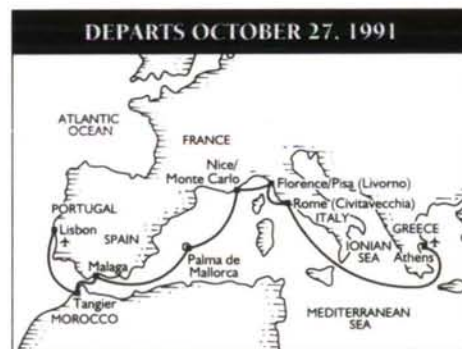 DEPARTS OCTOBER 27, 1991
ATLANTIC
OCEAN
FRANCE
Nice/
Monte Carlo
Florence/Pisa (Livorno)
Rome (Civitavecchia)
ITALY
PORTUGAL
Lisbon
SPAIN
Palma de
Mallorca
IONIAN
SEA
GREECE
Athens
Malaga
Tangier
MOROCCO
MEDITERRANEAN
SEA